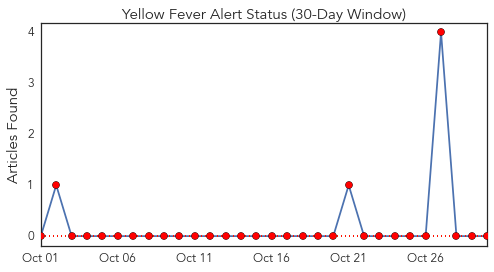 Yellow Fever Alert Status (30-Day Window)
Articles Found
4
3
2
1
0
Oct 01 Oct 06 Oct 11 Oct 16 Oct 21 Oct 26